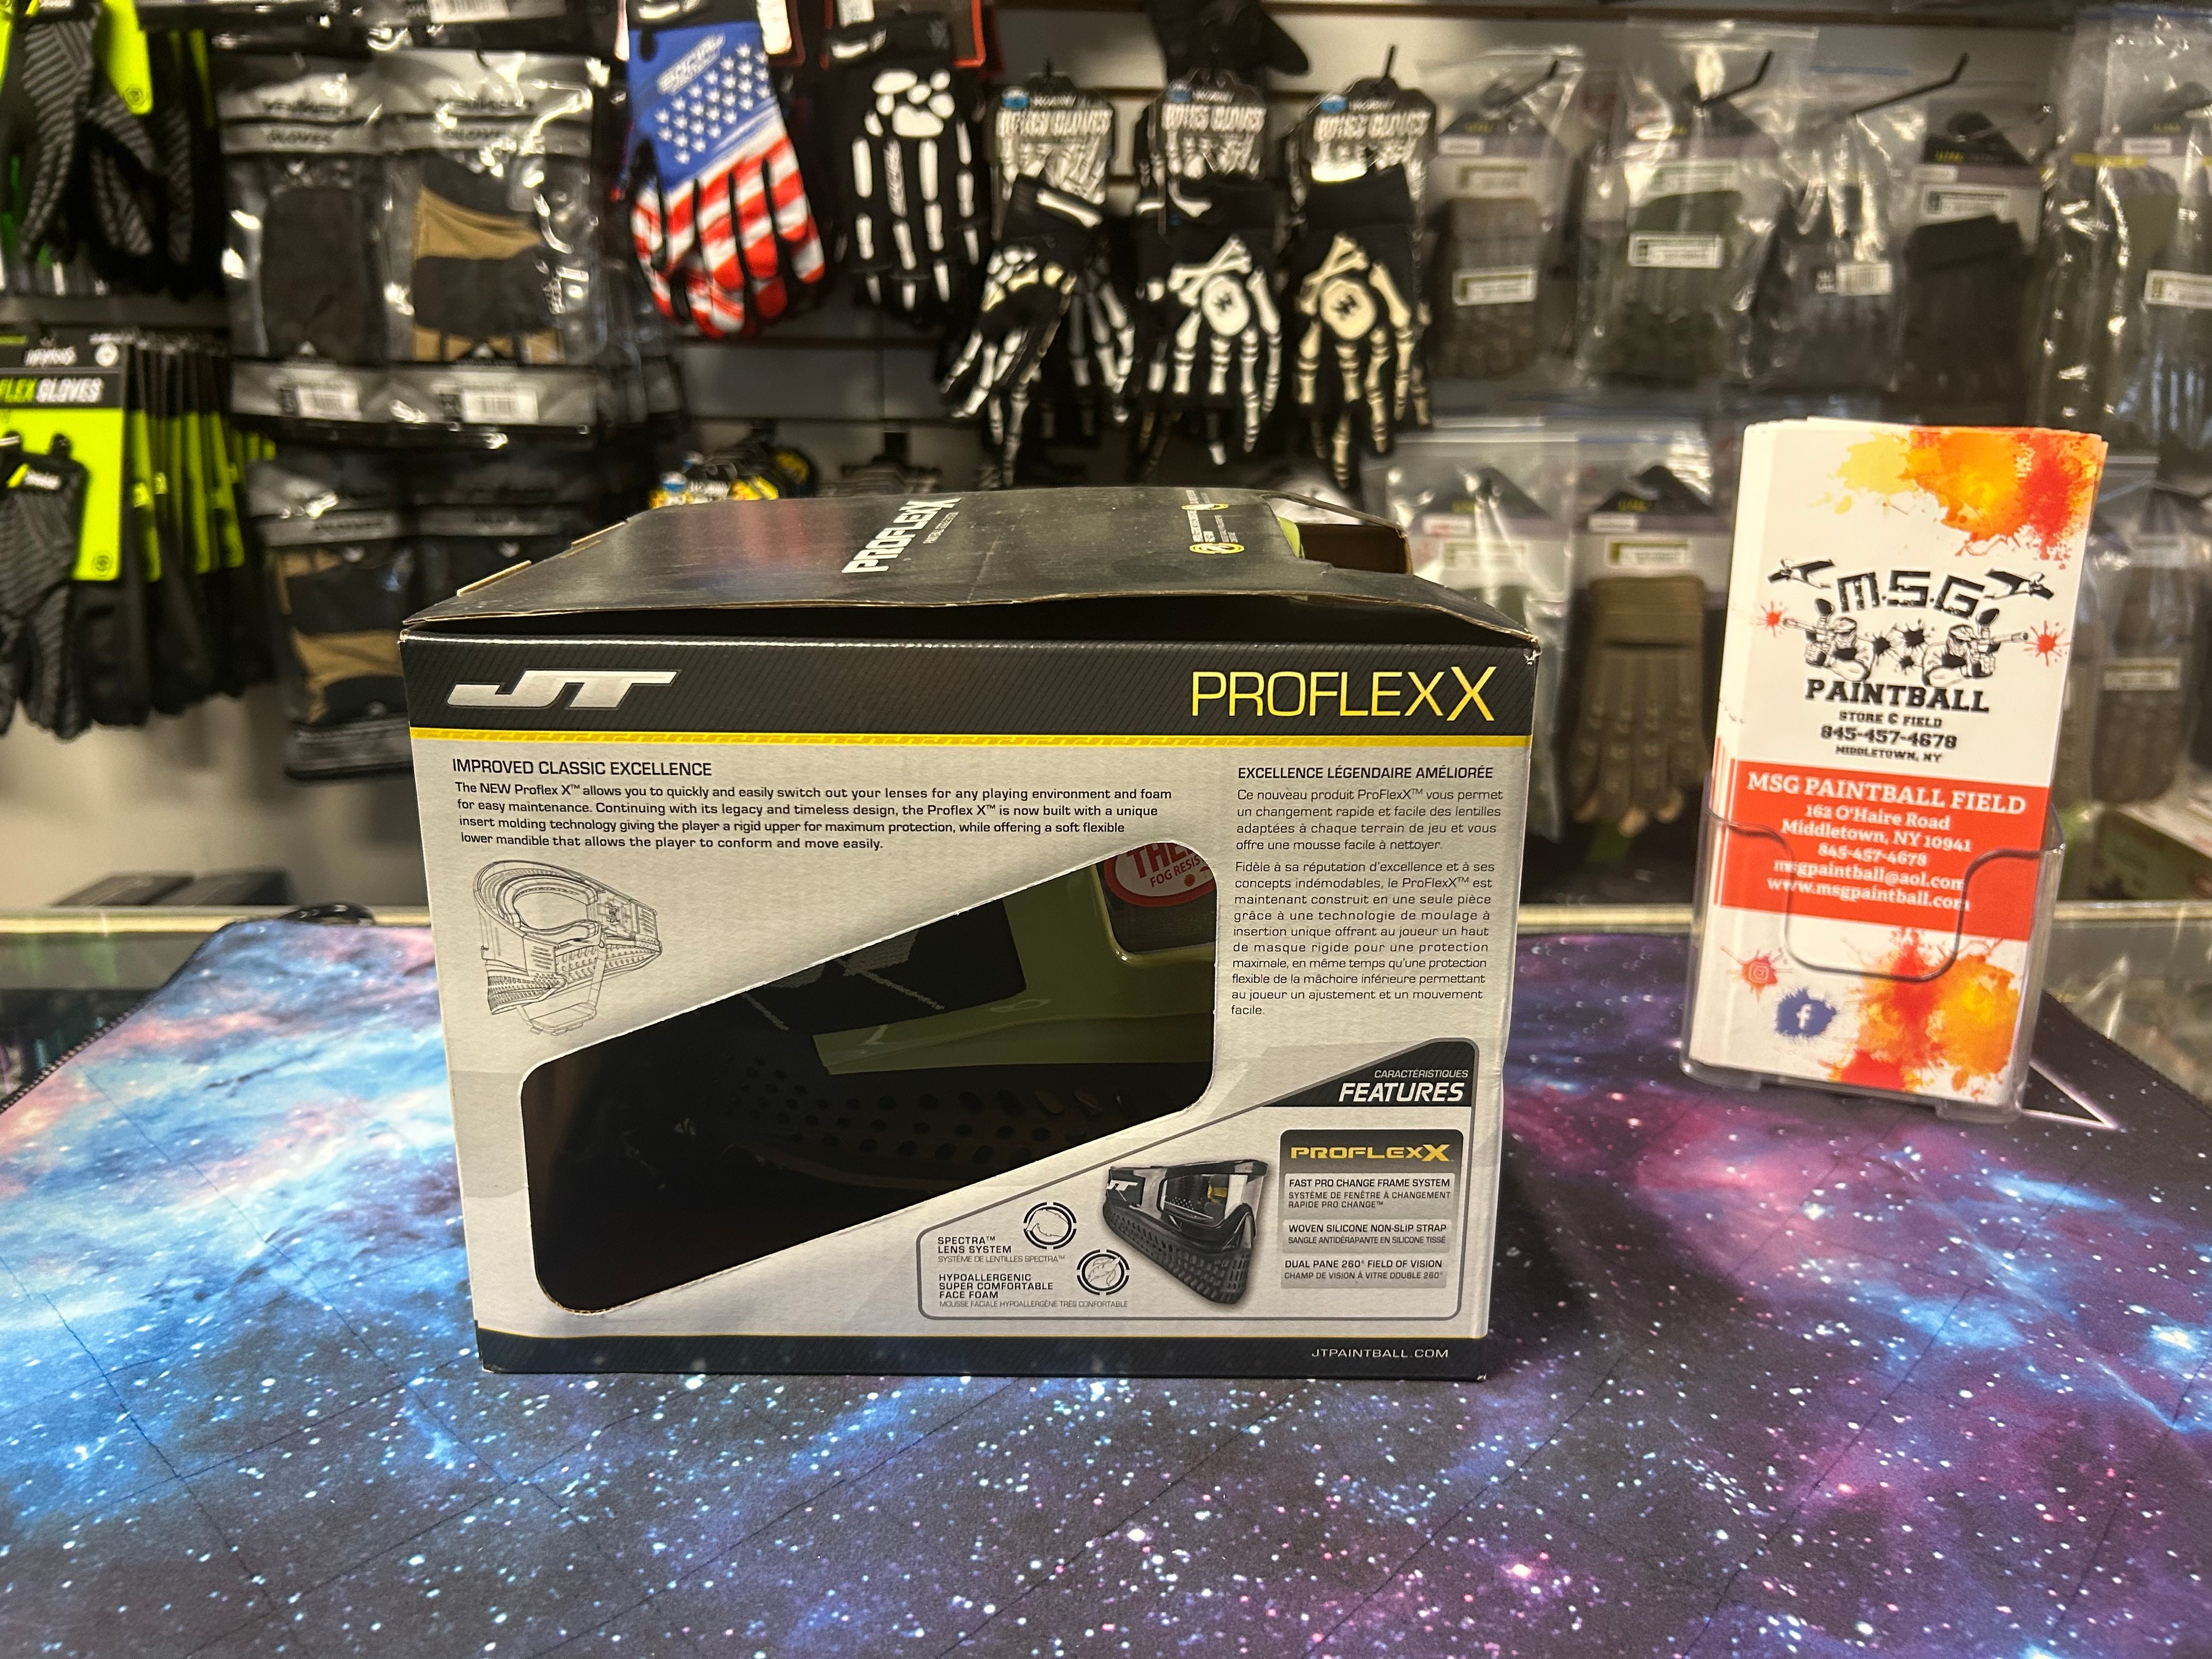 GLOVES
FLEX GLOVES
BONES GLOVES
PROFLEXX
JT
PROFLEXX
IMPROVED CLASSIC EXCELLENCE
The NEW Proflex X™ allows you to quickly and easily switch out your lenses for any playing environment and foam
for easy maintenance. Continuing with its legacy and timeless design, the Proflex X™ is now built with a unique
insert molding technology giving the player a rigid upper for maximum protection, while offering a soft flexible
lower mandible that allows the player to conform and move easily.
EXCELLENCE LÉGENDAIRE AMÉLIORÉE
Ce nouveau produit ProFlexX™ vous permet
un changement rapide et facile des lentilles
adaptées à chaque terrain de jeu et vous
offre une mousse facile à nettoyer.
Fidèle à sa réputation d'excellence et à ses
concepts indémodables, le ProFlexX™ est
maintenant construit en une seule pièce
grâce à une technologie de moulage à
insertion unique offrant au joueur un haut
de masque rigide pour une protection
maximale, en même temps qu'une protection
flexible de la mâchoire inférieure permettant
au joueur un ajustement et un mouvement
facile.
FOG RESIS
CARACTÉRISTIQUES
FEATURES
PROFLEXX
FAST PRO CHANGE FRAME SYSTEM
SYSTÈME DE FENÊTRE À CHANGEMENT
RAPIDE PRO CHANGE™
WOVEN SILICONE NON-SLIP STRAP
SANGLE ANTIDÉRAPANTE EN SILICONE TISSÉ
DUAL PANE 260° FIELD OF VISION
CHAMP DE VISION À VITRE DOUBLE 260°
JT
SPECTRA™
LENS SYSTEM
SYSTÈME DE LENTILLES SPECTRA™
HYPOALLERGENIC
SUPER COMFORTABLE
FACE FOAM
MOUSSE FACIALE HYPOALLERGÈNE TRÈS CONFORTABLE
JTPAINTBALL.COM
M.S.G
PAINTBALL
STORE & FIELD
845-457-4678
MIDDLETOWN, NY
MSG PAINTBALL FIELD
162 O'Haire Road
Middletown, NY 10941
845-457-4678
msgpaintball@aol.com
www.msgpaintball.com
f